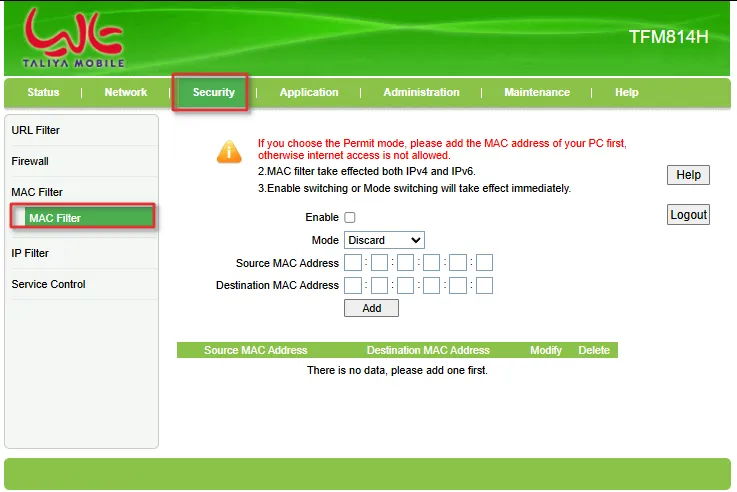 تاليا
TALIYA MOBILE
TFM814H
Status | Network | Security | Application | Administration | Maintenance | Help
URL Filter
Firewall
MAC Filter
MAC Filter
IP Filter
Service Control
If you choose the Permit mode, please add the MAC address of your PC first,
otherwise internet access is not allowed.
2.MAC filter take effected both IPv4 and IPv6.
3.Enable switching or Mode switching will take effect immediately.
Help
Logout
Enable
Mode Discard
Source MAC Address : : : : :
Destination MAC Address : : : : :
Add
Source MAC Address Destination MAC Address Modify Delete
There is no data, please add one first.